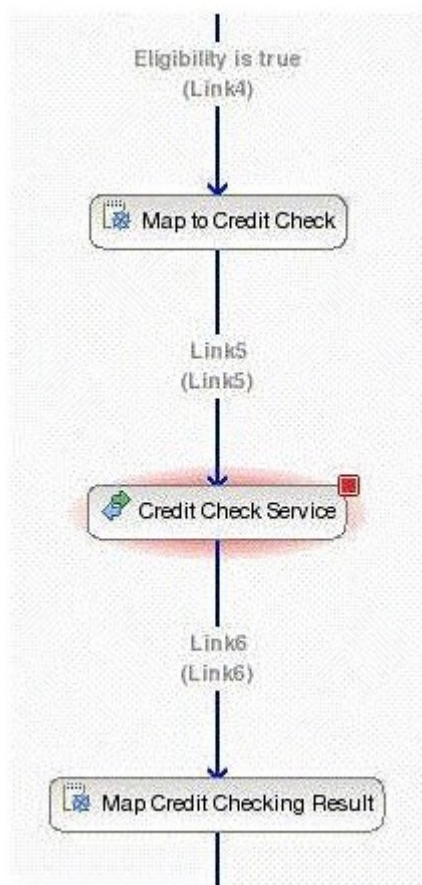 Eligibility is true
(Link4)
Map to Credit Check
Link5
(Link5)
Credit Check Service
Link6
(Link6)
Map Credit Checking Result